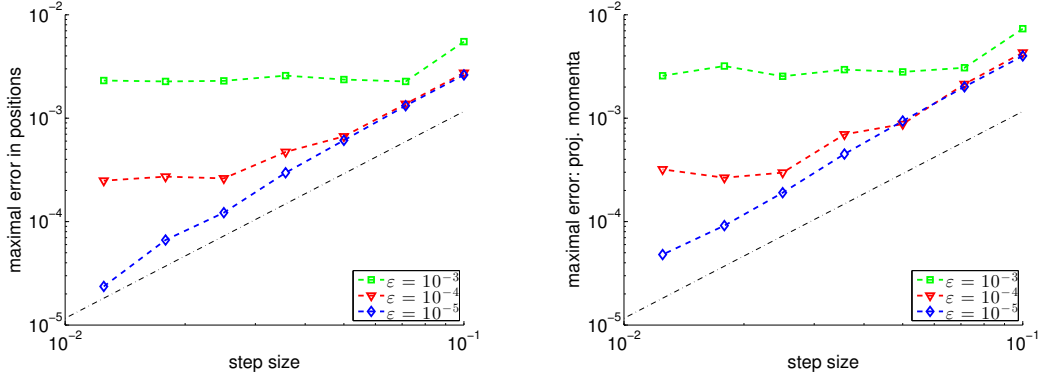 maximal error in positions
10⁻²
10⁻³
10⁻⁴
10⁻⁵
10⁻²
10⁻¹
step size
ε = 10⁻³
ε = 10⁻⁴
ε = 10⁻⁵
maximal error: proj. momenta
10⁻²
10⁻³
10⁻⁴
10⁻⁵
10⁻²
10⁻¹
step size
ε = 10⁻³
ε = 10⁻⁴
ε = 10⁻⁵